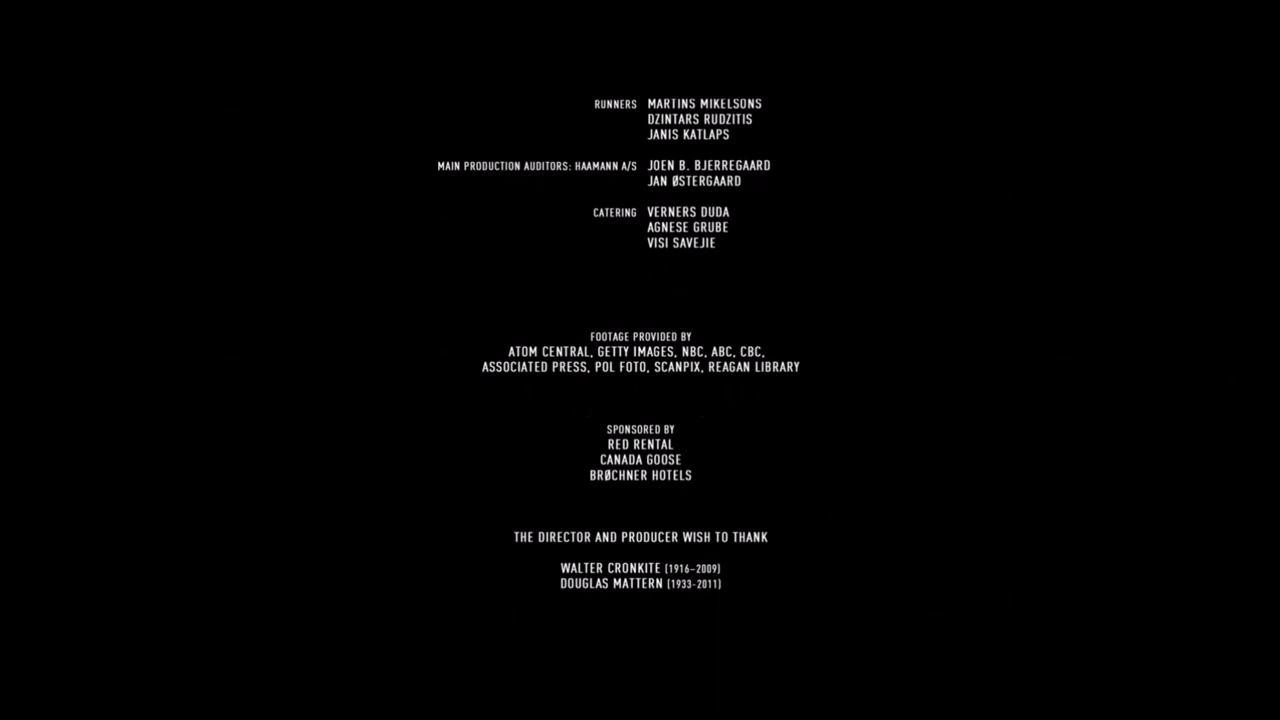 RUNNERS MARTINS MIKELSONS
DZINTARS RUDZITIS
JANIS KATLAPS
MAIN PRODUCTION AUDITORS: HAAMANN A/S JOEN B. BJERREGAARD
JAN ØSTERGAARD
CATERING VERNERS DUDA
AGNESE GRUBE
VISI SAVEJIE
FOOTAGE PROVIDED BY
ATOM CENTRAL, GETTY IMAGES, NBC, ABC, CBC,
ASSOCIATED PRESS, POL FOTO, SCANPIX, REAGAN LIBRARY
SPONSORED BY
RED RENTAL
CANADA GOOSE
BRØCHNER HOTELS
THE DIRECTOR AND PRODUCER WISH TO THANK
WALTER CRONKITE (1916–2009)
DOUGLAS MATTERN (1933-2011)